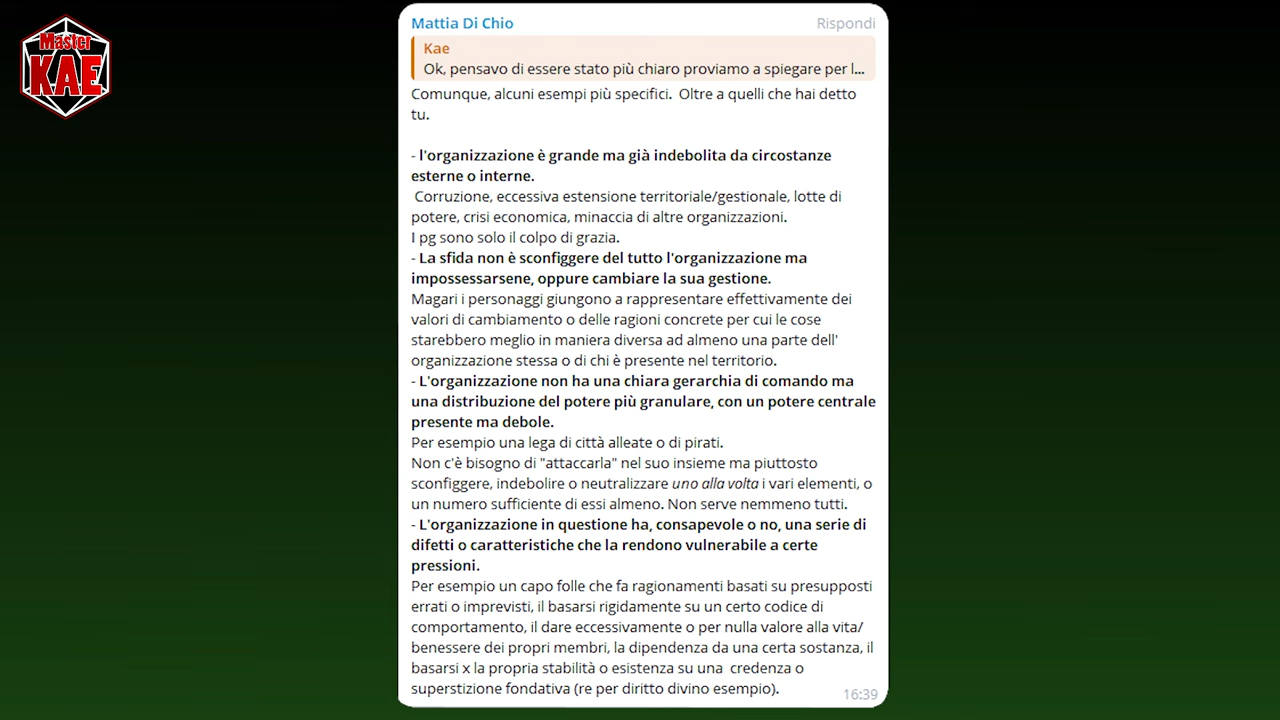 Master
KAE
Mattia Di Chio
Rispondi
Kae
Ok, pensavo di essere stato più chiaro proviamo a spiegare per l...
Comunque, alcuni esempi più specifici.  Oltre a quelli che hai detto
tu.
- l'organizzazione è grande ma già indebolita da circostanze
esterne o interne.
Corruzione, eccessiva estensione territoriale/gestionale, lotte di
potere, crisi economica, minaccia di altre organizzazioni.
I pg sono solo il colpo di grazia.
- La sfida non è sconfiggere del tutto l'organizzazione ma
impossessarsene, oppure cambiare la sua gestione.
Magari i personaggi giungono a rappresentare effettivamente dei
valori di cambiamento o delle ragioni concrete per cui le cose
starebbero meglio in maniera diversa ad almeno una parte dell'
organizzazione stessa o di chi è presente nel territorio.
- L'organizzazione non ha una chiara gerarchia di comando ma
una distribuzione del potere più granulare, con un potere centrale
presente ma debole.
Per esempio una lega di città alleate o di pirati.
Non c'è bisogno di "attaccarla" nel suo insieme ma piuttosto
sconfiggere, indebolire o neutralizzare uno alla volta i vari elementi, o
un numero sufficiente di essi almeno. Non serve nemmeno tutti.
- L'organizzazione in questione ha, consapevole o no, una serie di
difetti o caratteristiche che la rendono vulnerabile a certe
pressioni.
Per esempio un capo folle che fa ragionamenti basati su presupposti
errati o imprevisti, il basarsi rigidamente su un certo codice di
comportamento, il dare eccessivamente o per nulla valore alla vita/
benessere dei propri membri, la dipendenza da una certa sostanza, il
basarsi x la propria stabilità o esistenza su una  credenza o
superstizione fondativa (re per diritto divino esempio).
16:39